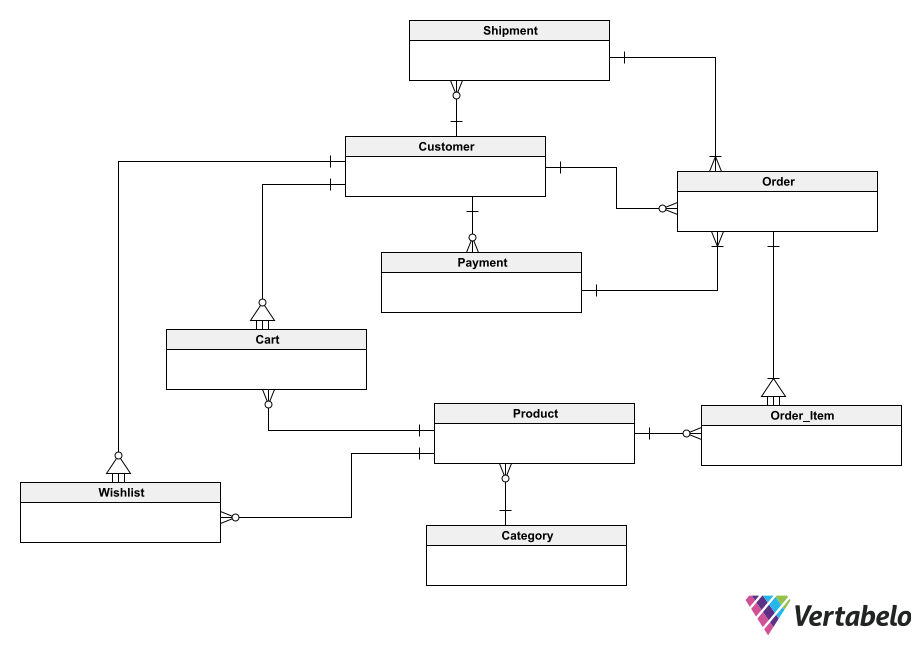 Shipment
Customer
Order
Payment
Cart
Product
Order_Item
Wishlist
Category
Vertabelo